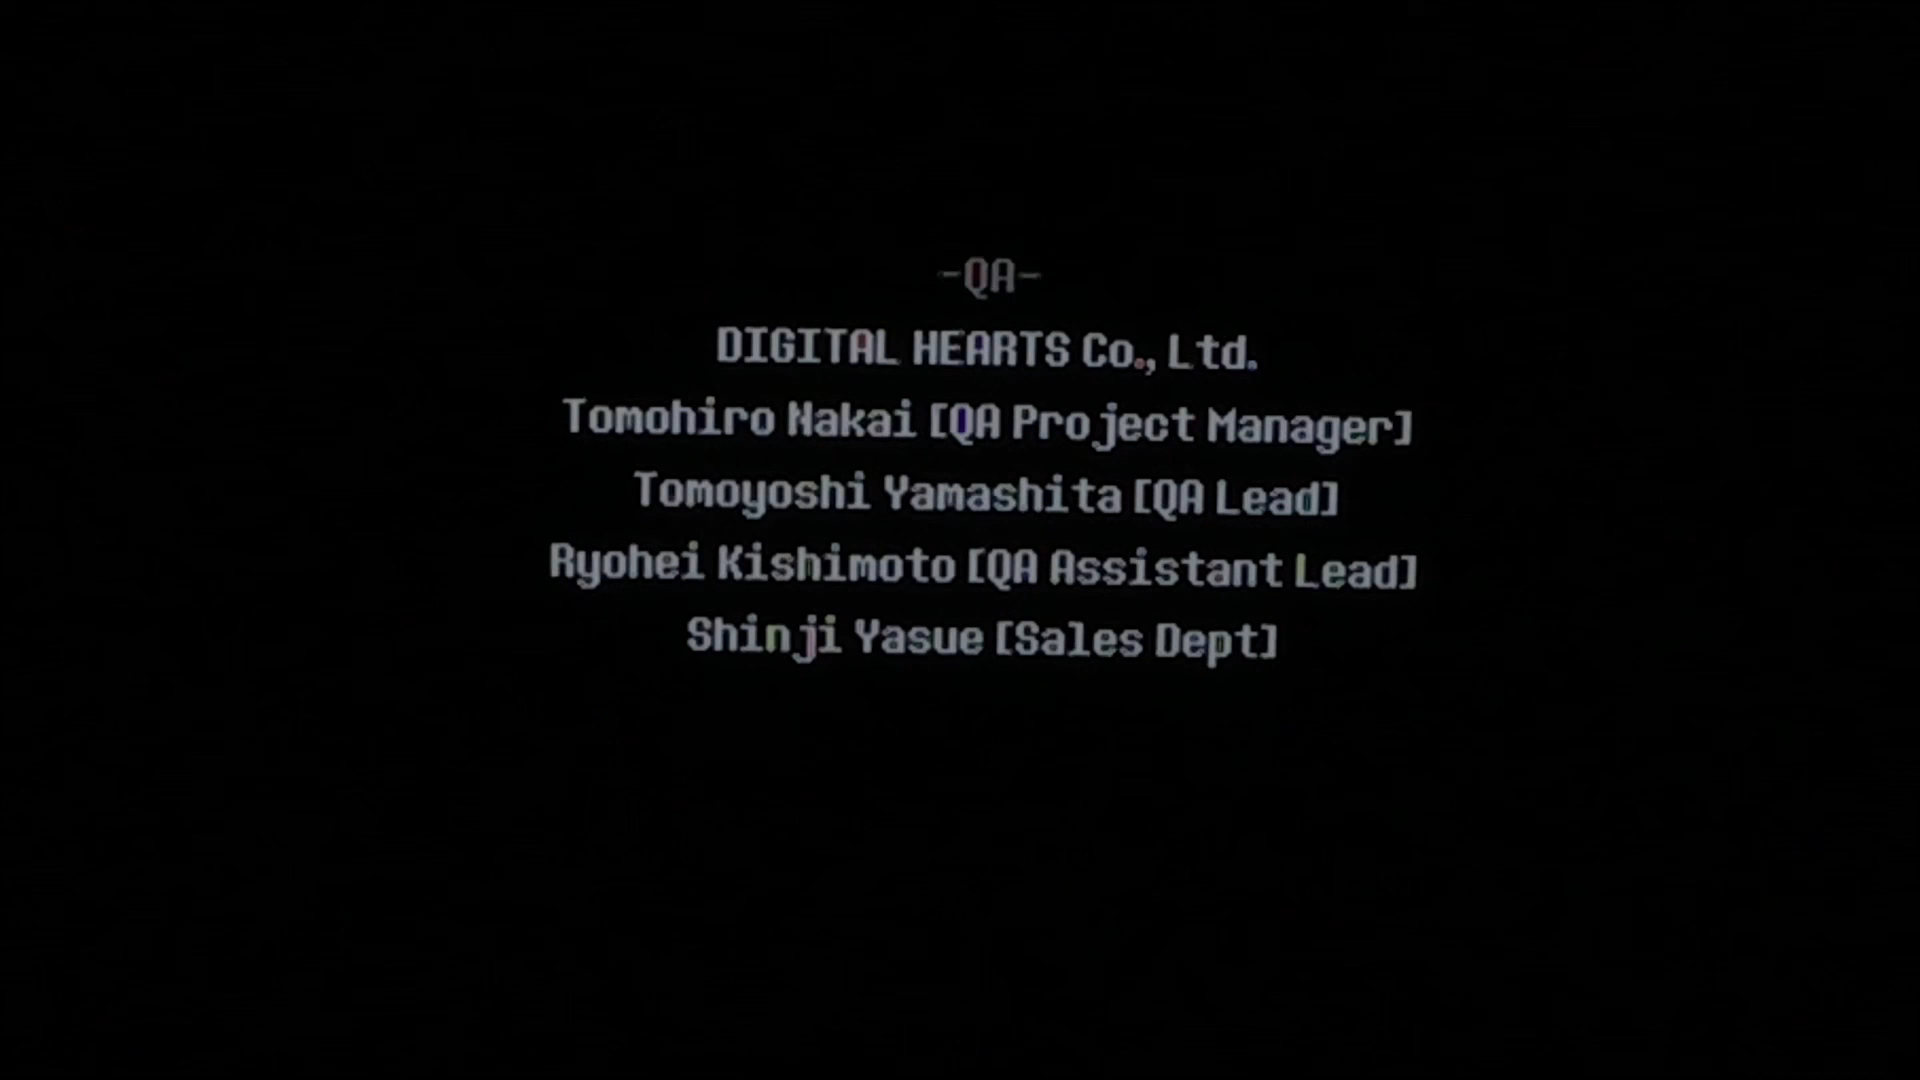 -QA-
DIGITAL HEARTS Co., Ltd.
Tomohiro Nakai [QA Project Manager]
Tomoyoshi Yamashita [QA Lead]
Ryohei Kishimoto [QA Assistant Lead]
Shinji Yasue [Sales Dept]